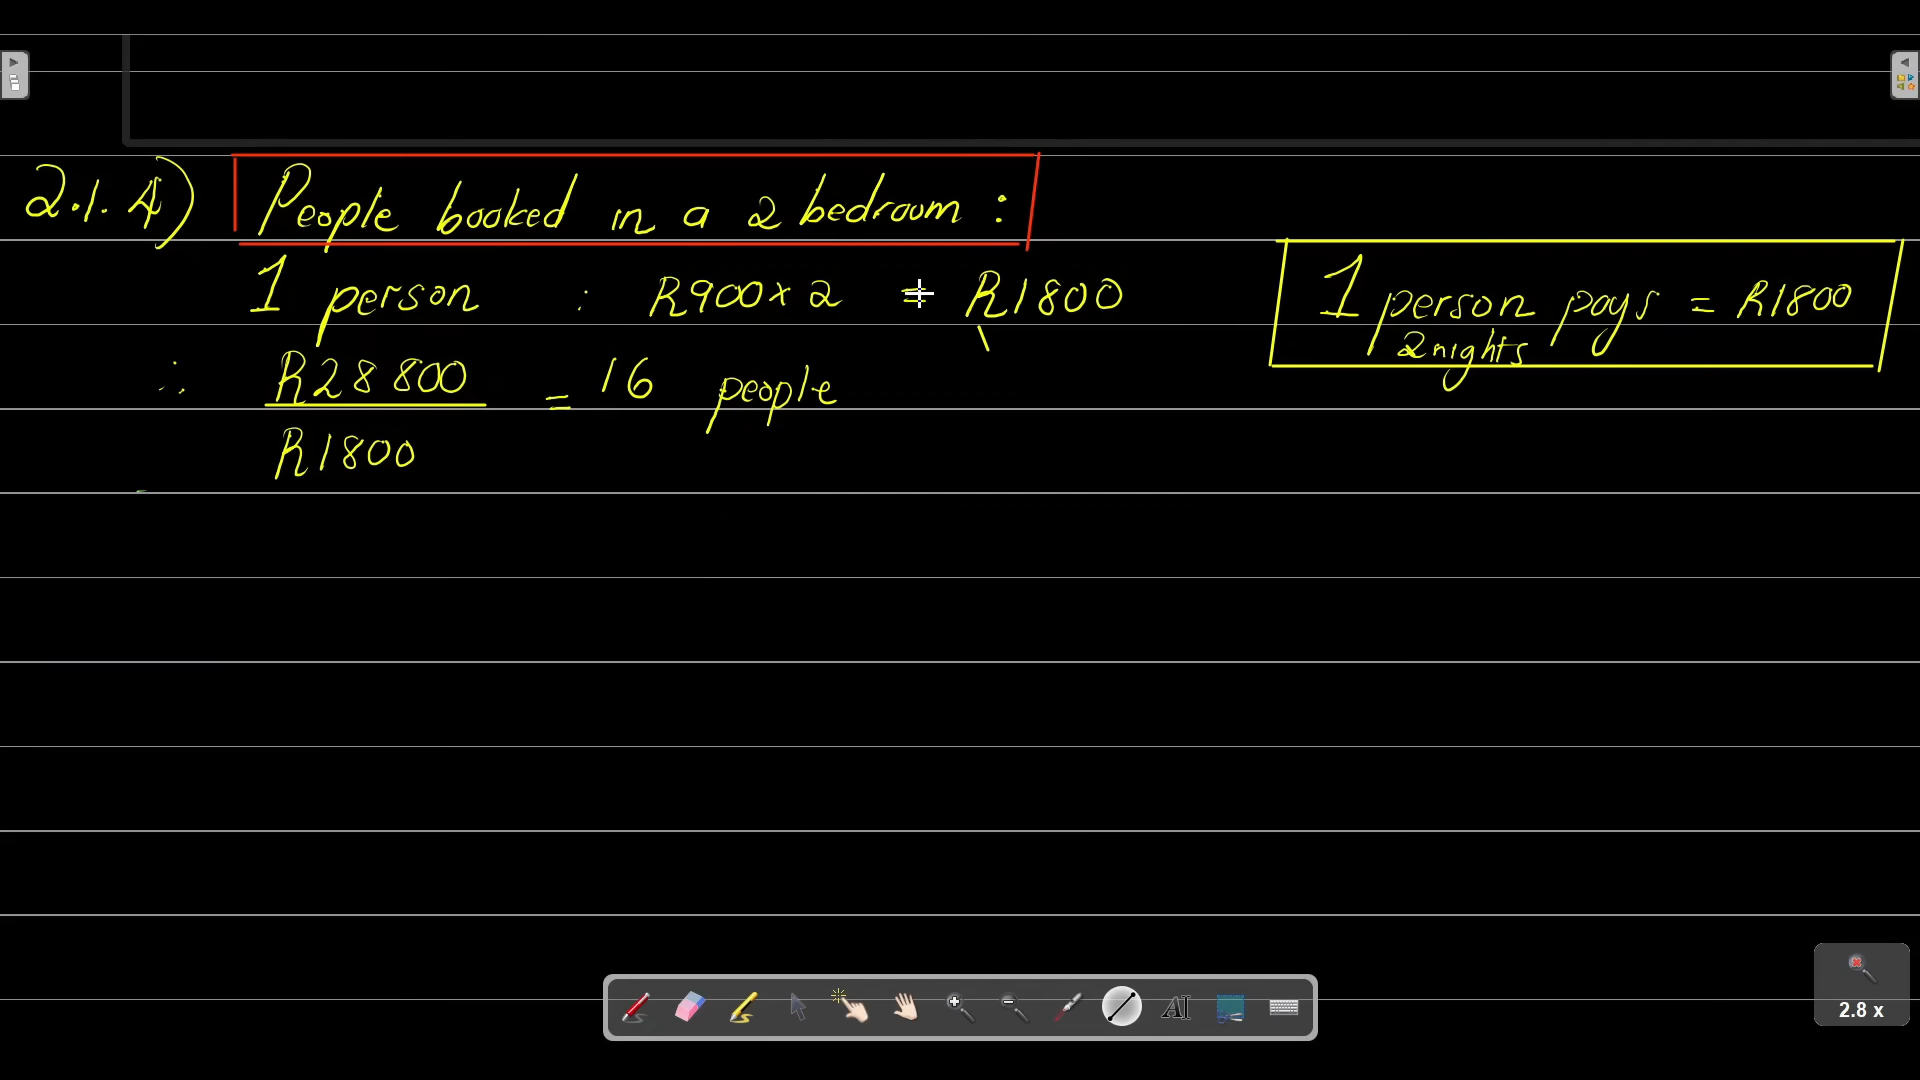 2.1.4) People booked in a 2 bedroom :
1 person : R900 x 2 = R1800
1 person pays = R1800
2 nights
∴ R28 800 = 16 people
R1800
AI
2.8 x